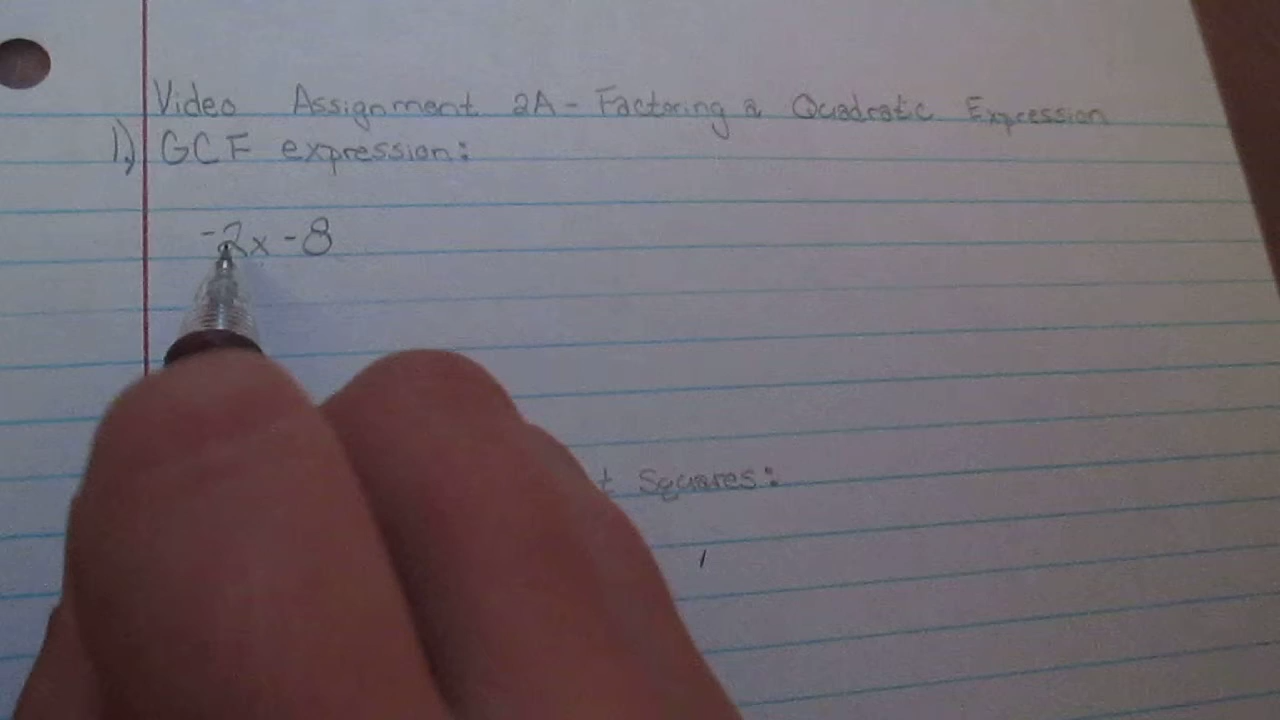 Video Assignment 2A - Factoring a Quadratic Expression
1.) GCF expression:
-2x - 8
Squares: